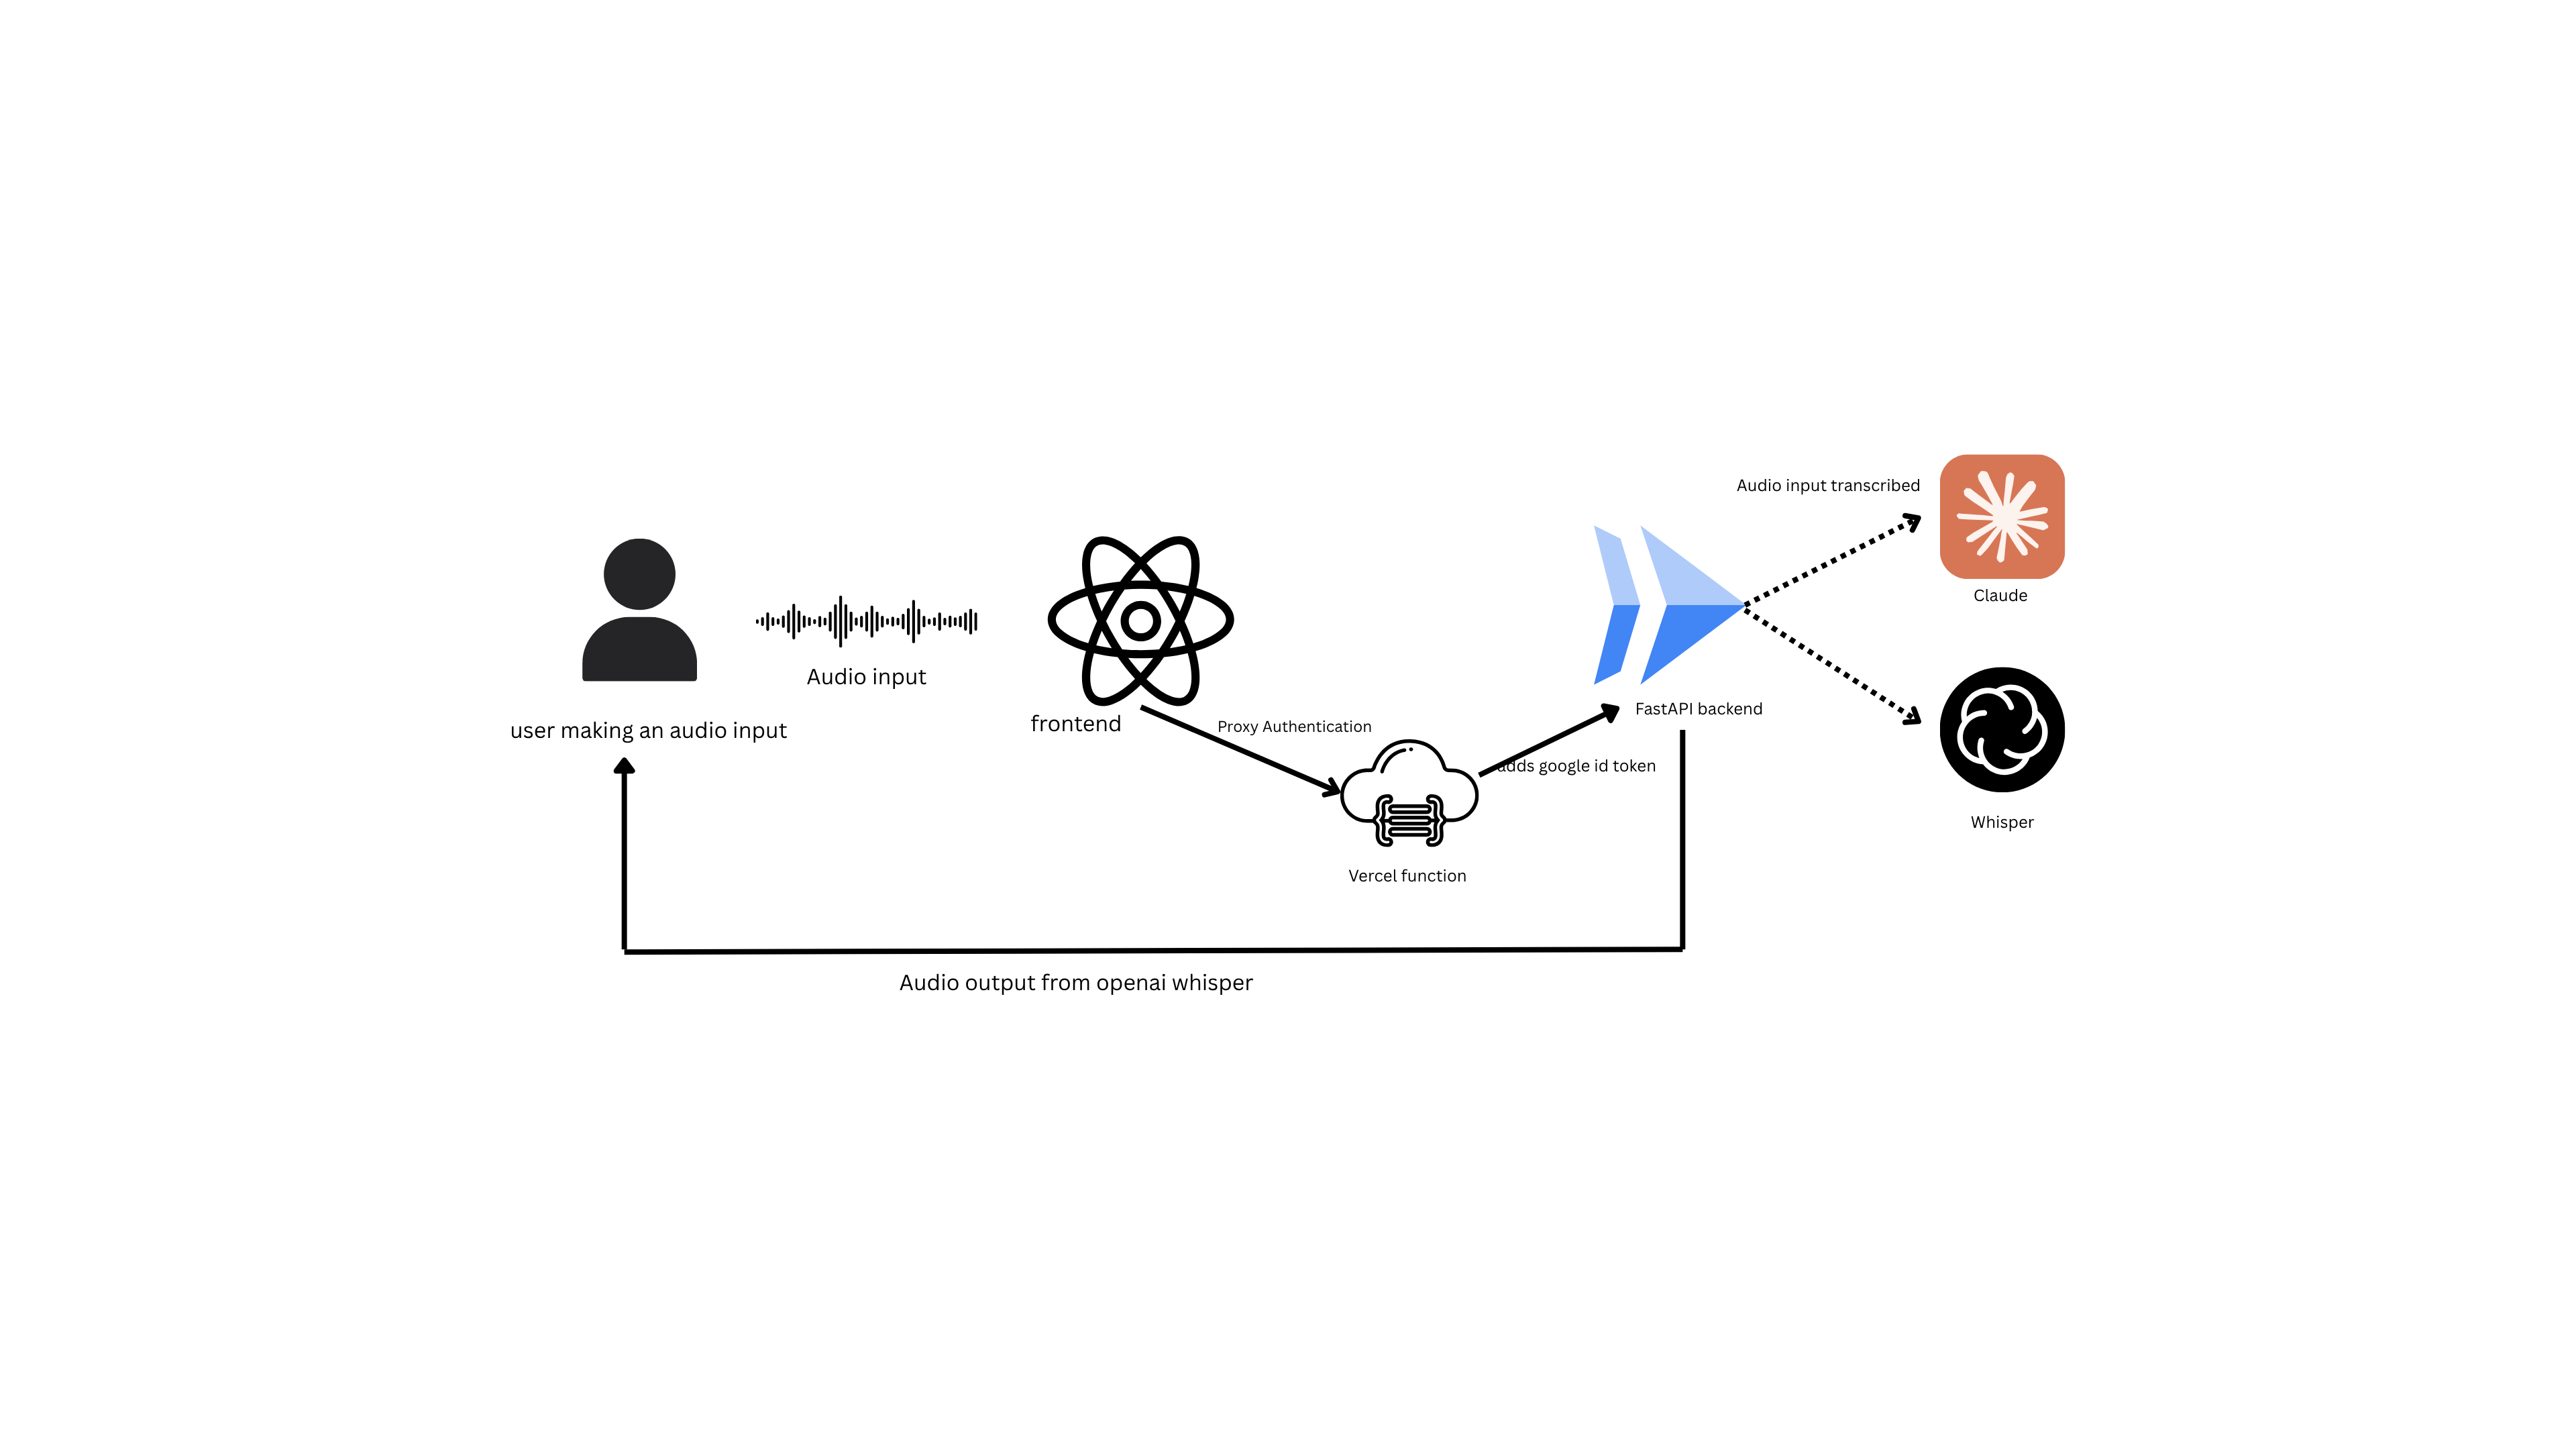 Audio input transcribed
Claude
Audio input
user making an audio input
frontend
Proxy Authentication
FastAPI backend
adds google id token
Whisper
Vercel function
Audio output from openai whisper